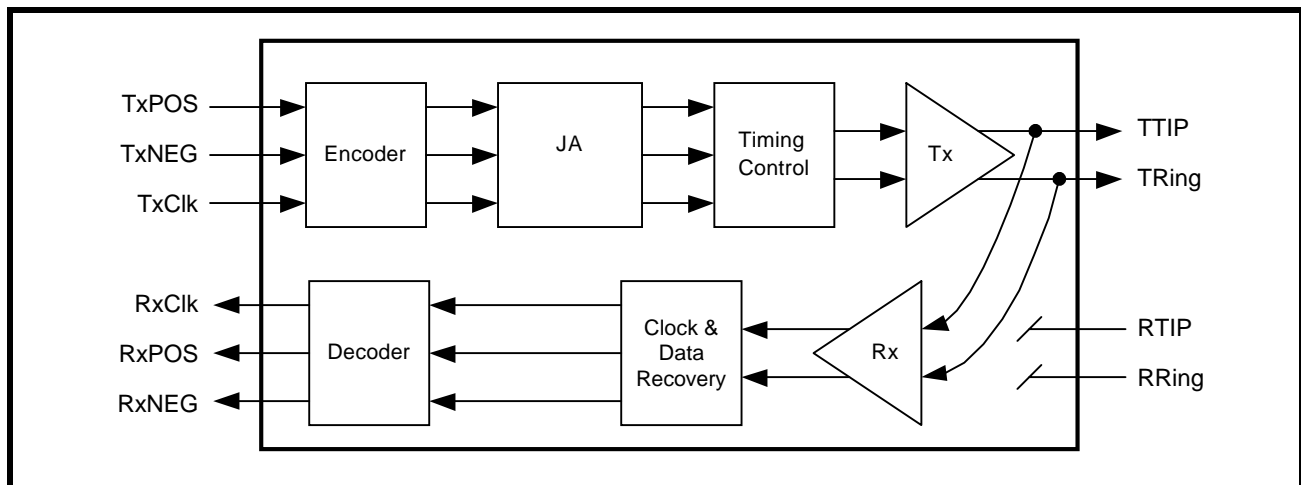 TxPOS
TxNEG
TxClk
Encoder
JA
Timing
Control
Tx
TTIP
TRing
RxClk
RxPOS
RxNEG
Decoder
Clock &
Data
Recovery
Rx
RTIP
RRing